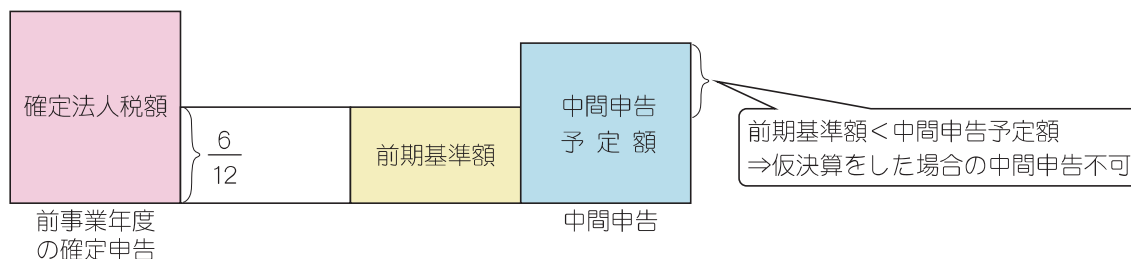 確定法人税額
6
12
前期基準額
中間申告
予定額
前期基準額＜中間申告予定額
⇒仮決算をした場合の中間申告不可
前事業年度
の確定申告
中間申告